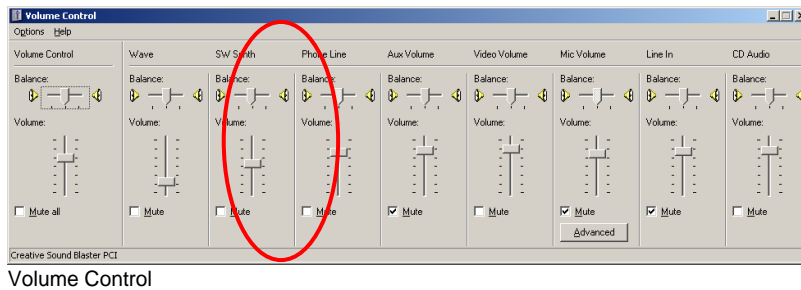 Volume Control
Options Help
Volume Control Wave SW Synth Phone Line Aux Volume Video Volume Mic Volume Line In CD Audio
Balance: Balance: Balance: Balance: Balance: Balance: Balance: Balance: Balance:
Volume: Volume: Volume: Volume: Volume: Volume: Volume: Volume: Volume:
Mute all Mute Mute Mute Mute Mute Mute Mute Mute
Advanced
Creative Sound Blaster PCI
Volume Control